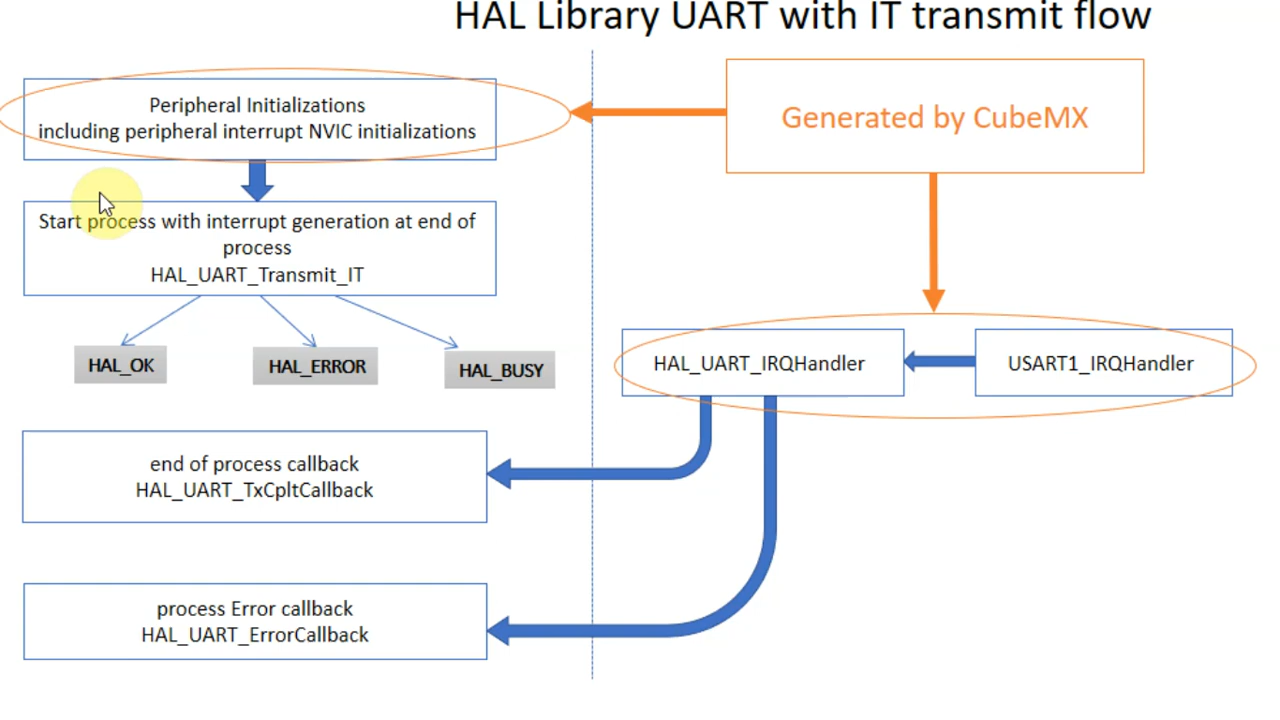 HAL Library UART with IT transmit flow
Peripheral Initializations
including peripheral interrupt NVIC initializations
Generated by CubeMX
Start process with interrupt generation at end of
process
HAL_UART_Transmit_IT
HAL_OK
HAL_ERROR
HAL_BUSY
HAL_UART_IRQHandler
USART1_IRQHandler
end of process callback
HAL_UART_TxCpltCallback
process Error callback
HAL_UART_ErrorCallback